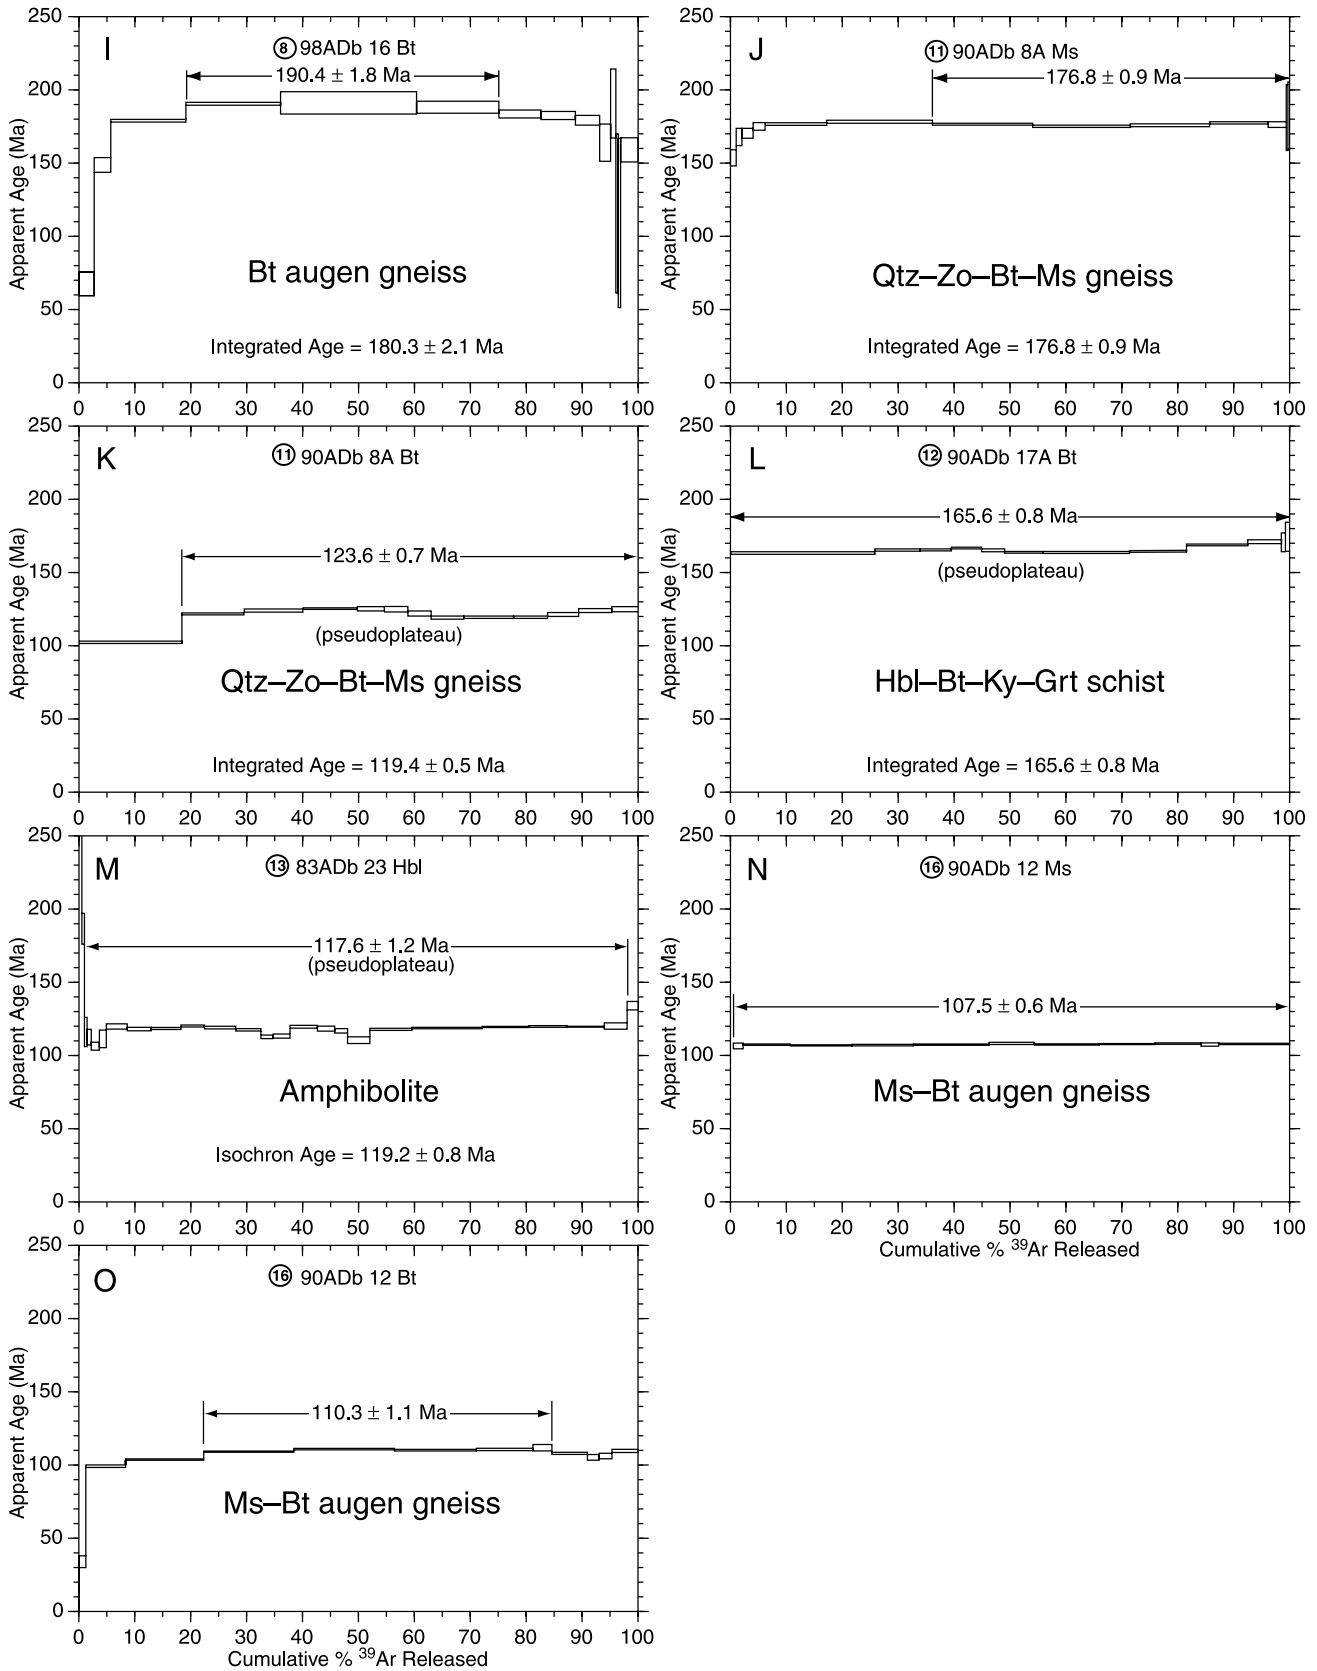 I
⑧ 98ADb 16 Bt
190.4 ± 1.8 Ma
Bt augen gneiss
Integrated Age = 180.3 ± 2.1 Ma
Apparent Age (Ma)
250
200
150
100
50
0
0 10 20 30 40 50 60 70 80 90 100
J
⑪ 90ADb 8A Ms
176.8 ± 0.9 Ma
Qtz–Zo–Bt–Ms gneiss
Integrated Age = 176.8 ± 0.9 Ma
Apparent Age (Ma)
250
200
150
100
50
0
0 10 20 30 40 50 60 70 80 90 100
K
⑪ 90ADb 8A Bt
123.6 ± 0.7 Ma
(pseudoplateau)
Qtz–Zo–Bt–Ms gneiss
Integrated Age = 119.4 ± 0.5 Ma
Apparent Age (Ma)
250
200
150
100
50
0
0 10 20 30 40 50 60 70 80 90 100
L
⑫ 90ADb 17A Bt
165.6 ± 0.8 Ma
(pseudoplateau)
Hbl–Bt–Ky–Grt schist
Integrated Age = 165.6 ± 0.8 Ma
Apparent Age (Ma)
250
200
150
100
50
0
0 10 20 30 40 50 60 70 80 90 100
M
⑬ 83ADb 23 Hbl
117.6 ± 1.2 Ma
(pseudoplateau)
Amphibolite
Isochron Age = 119.2 ± 0.8 Ma
Apparent Age (Ma)
250
200
150
100
50
0
0 10 20 30 40 50 60 70 80 90 100
N
⑯ 90ADb 12 Ms
107.5 ± 0.6 Ma
Ms–Bt augen gneiss
Apparent Age (Ma)
250
200
150
100
50
0
0 10 20 30 40 50 60 70 80 90 100
Cumulative % ³⁹Ar Released
O
⑯ 90ADb 12 Bt
110.3 ± 1.1 Ma
Ms–Bt augen gneiss
Apparent Age (Ma)
250
200
150
100
50
0
0 10 20 30 40 50 60 70 80 90 100
Cumulative % ³⁹Ar Released